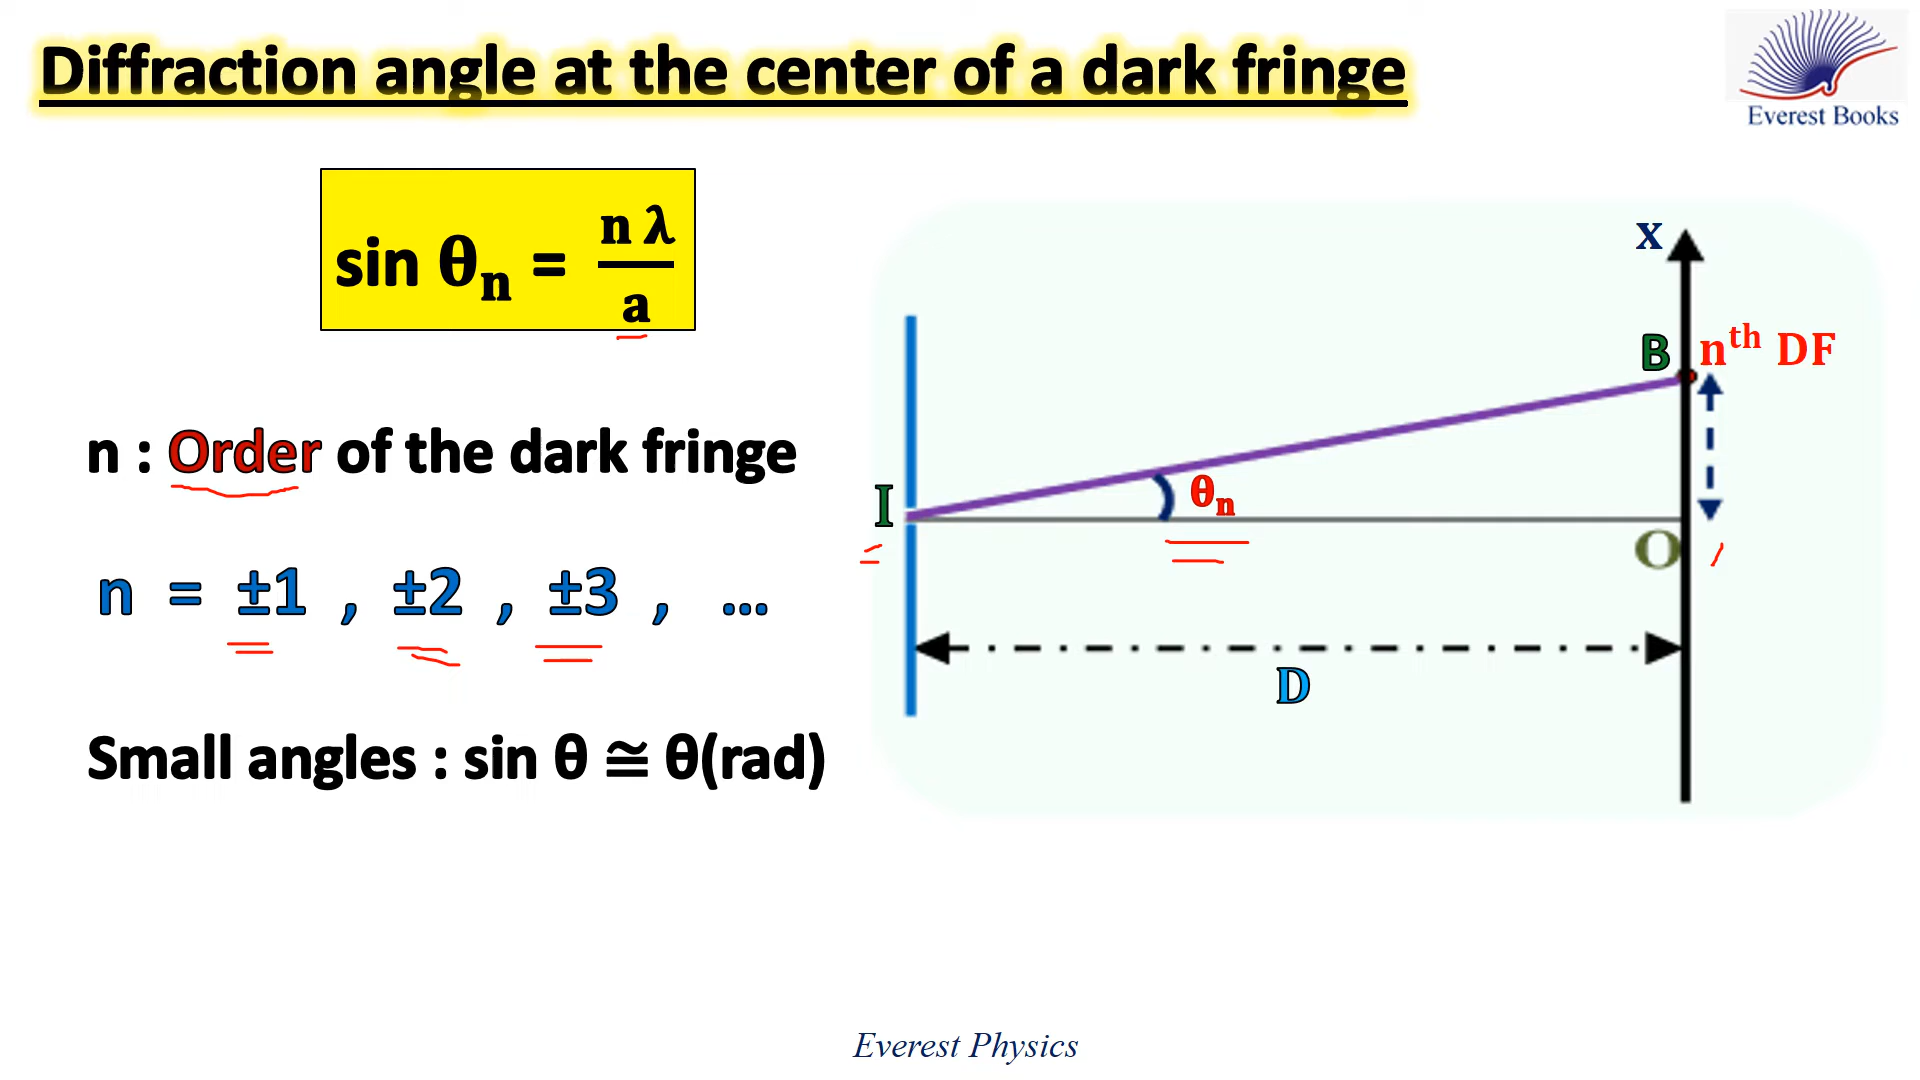 Diffraction angle at the center of a dark fringe
Everest Books
sin θₙ = n λ / a
n : Order of the dark fringe
n = ±1 , ±2 , ±3 , ...
Small angles : sin θ ≅ θ(rad)
x
B nᵗʰ DF
I
θₙ
O
D
Everest Physics